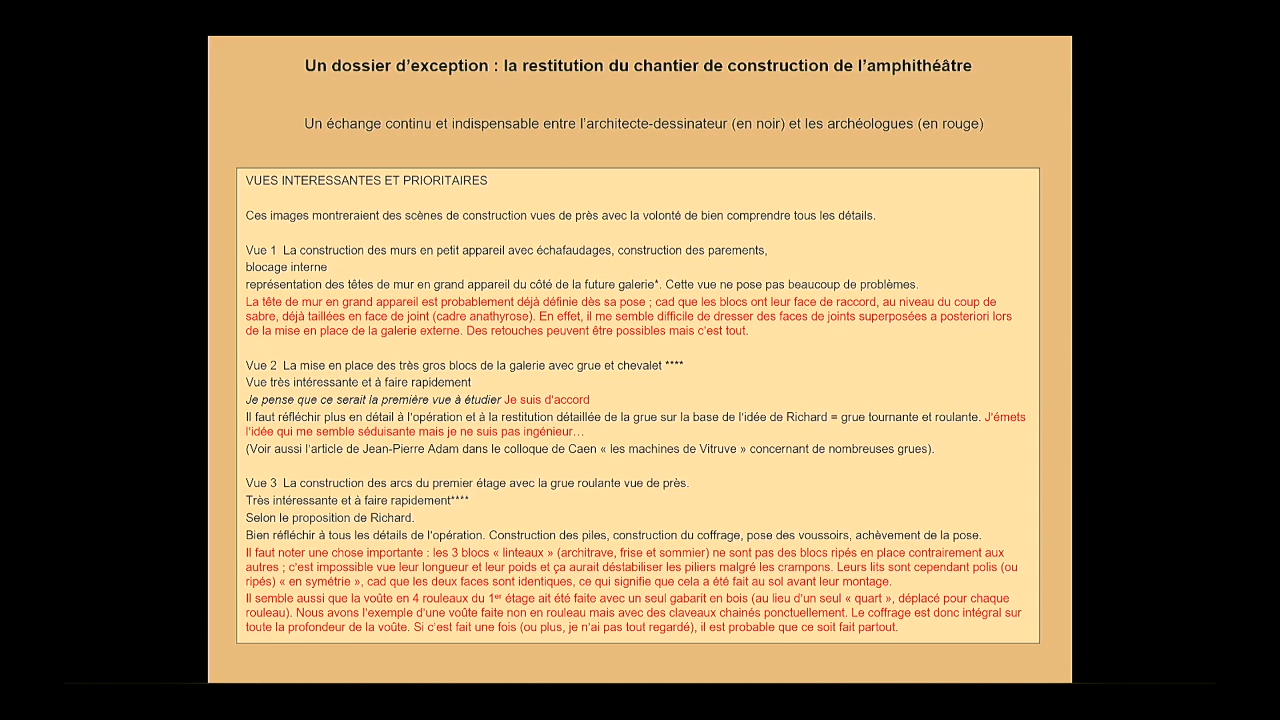 Un dossier d’exception : la restitution du chantier de construction de l’amphithéâtre
Un échange continu et indispensable entre l’architecte-dessinateur (en noir) et les archéologues (en rouge)
VUES INTERESSANTES ET PRIORITAIRES
Ces images montreraient des scènes de construction vues de près avec la volonté de bien comprendre tous les détails.
Vue 1  La construction des murs en petit appareil avec échafaudages, construction des parements,
blocage interne
représentation des têtes de mur en grand appareil du côté de la future galerie*. Cette vue ne pose pas beaucoup de problèmes.
La tête de mur en grand appareil est probablement déjà définie dès sa pose ; cad que les blocs ont leur face de raccord, au niveau du coup de
sabre, déjà taillées en face de joint (cadre anathyrose). En effet, il me semble difficile de dresser des faces de joints superposées a posteriori lors
de la mise en place de la galerie externe. Des retouches peuvent être possibles mais c’est tout.
Vue 2  La mise en place des très gros blocs de la galerie avec grue et chevalet ****
Vue très intéressante et à faire rapidement
Je pense que ce serait la première vue à étudier Je suis d’accord
Il faut réfléchir plus en détail à l’opération et à la restitution détaillée de la grue sur la base de l’idée de Richard = grue tournante et roulante. J’émets
l’idée qui me semble séduisante mais je ne suis pas ingénieur…
(Voir aussi l’article de Jean-Pierre Adam dans le colloque de Caen « les machines de Vitruve » concernant de nombreuses grues).
Vue 3  La construction des arcs du premier étage avec la grue roulante vue de près.
Très intéressante et à faire rapidement****
Selon le proposition de Richard.
Bien réfléchir à tous les détails de l’opération. Construction des piles, construction du coffrage, pose des voussoirs, achèvement de la pose.
Il faut noter une chose importante : les 3 blocs « linteaux » (architrave, frise et sommier) ne sont pas des blocs ripés en place contrairement aux
autres ; c’est impossible vue leur longueur et leur poids et ça aurait déstabiliser les piliers malgré les crampons. Leurs lits sont cependant polis (ou
ripés) « en symétrie », cad que les deux faces sont identiques, ce qui signifie que cela a été fait au sol avant leur montage.
Il semble aussi que la voûte en 4 rouleaux du 1er étage ait été faite avec un seul gabarit en bois (au lieu d’un seul « quart », déplacé pour chaque
rouleau). Nous avons l’exemple d’une voûte faite non en rouleau mais avec des claveaux chainés ponctuellement. Le coffrage est donc intégral sur
toute la profondeur de la voûte. Si c’est fait une fois (ou plus, je n’ai pas tout regardé), il est probable que ce soit fait partout.